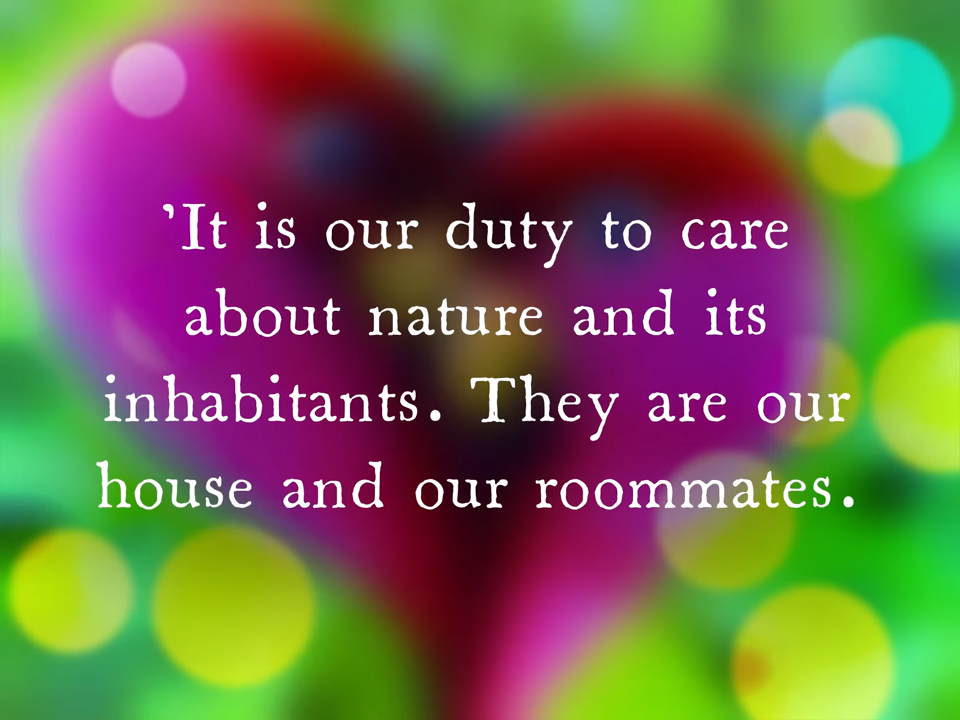 'It is our duty to care
about nature and its
inhabitants. They are our
house and our roommates.